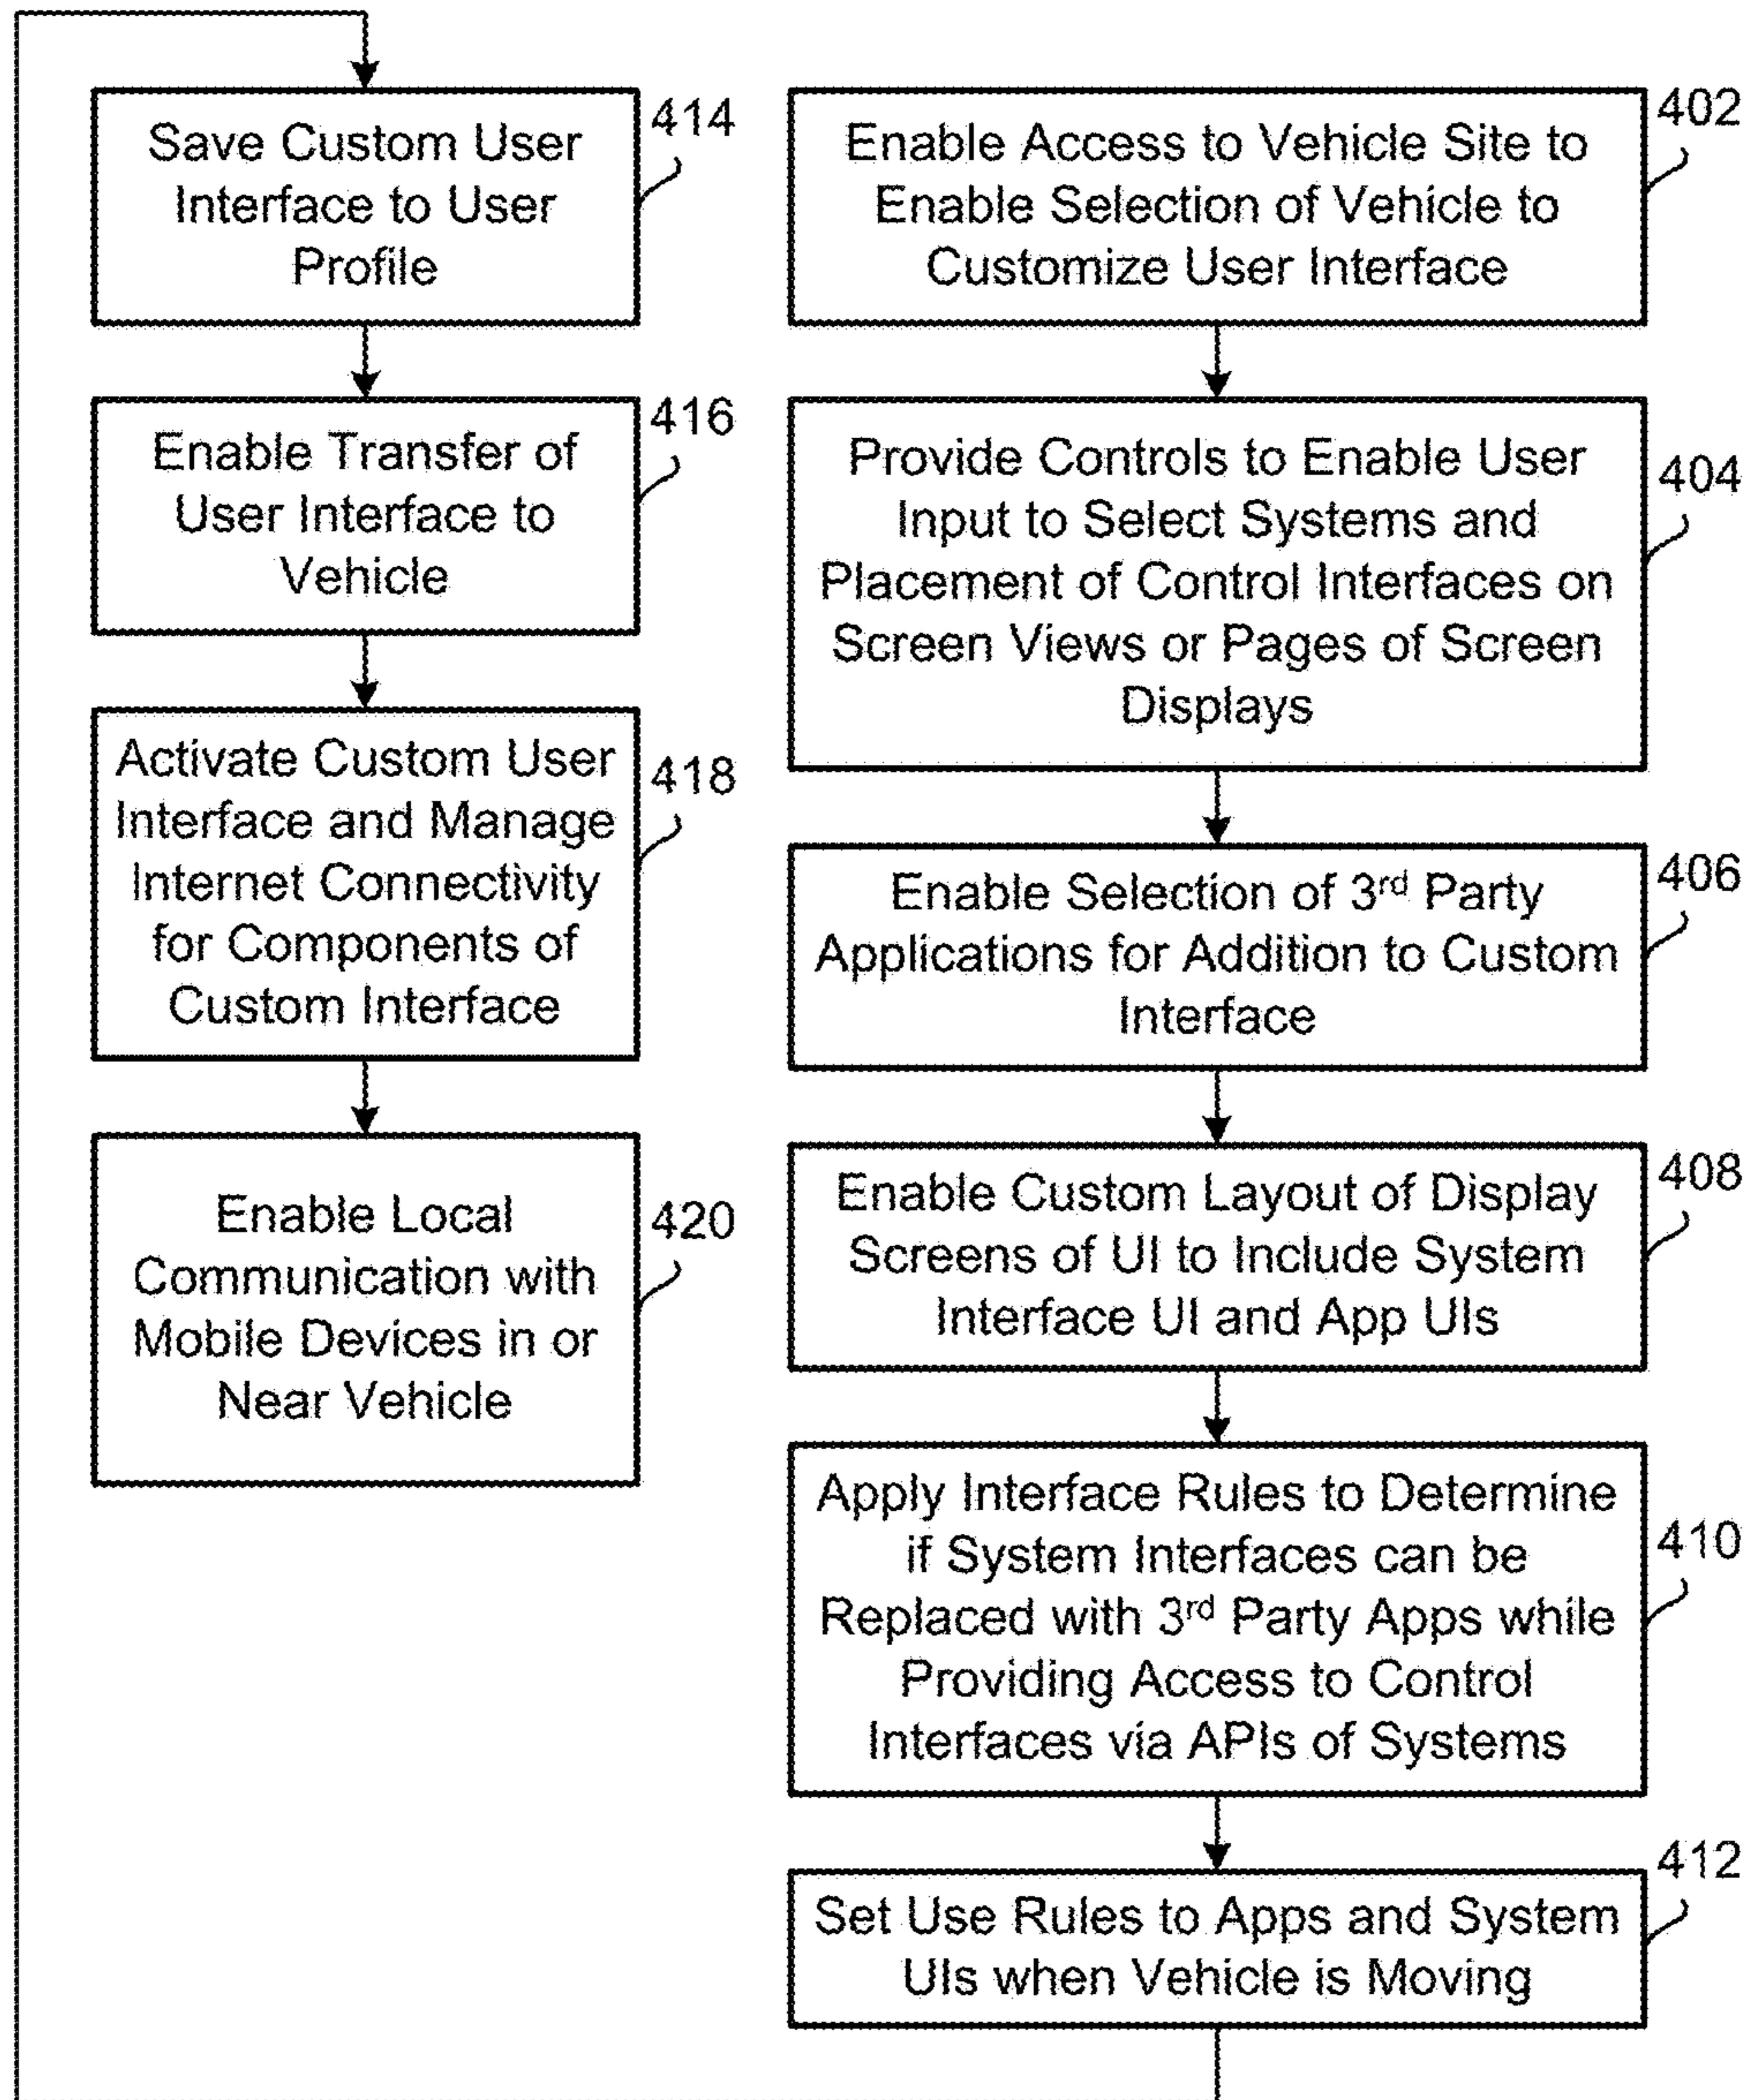 Save Custom User
Interface to User
Profile
414
Enable Transfer of
User Interface to
Vehicle
416
Activate Custom User
Interface and Manage
Internet Connectivity
for Components of
Custom Interface
418
Enable Local
Communication with
Mobile Devices in or
Near Vehicle
420
Enable Access to Vehicle Site to
Enable Selection of Vehicle to
Customize User Interface
402
Provide Controls to Enable User
Input to Select Systems and
Placement of Control Interfaces on
Screen Views or Pages of Screen
Displays
404
Enable Selection of 3rd Party
Applications for Addition to Custom
Interface
406
Enable Custom Layout of Display
Screens of UI to Include System
Interface UI and App UIs
408
Apply Interface Rules to Determine
if System Interfaces can be
Replaced with 3rd Party Apps while
Providing Access to Control
Interfaces via APIs of Systems
410
Set Use Rules to Apps and System
UIs when Vehicle is Moving
412